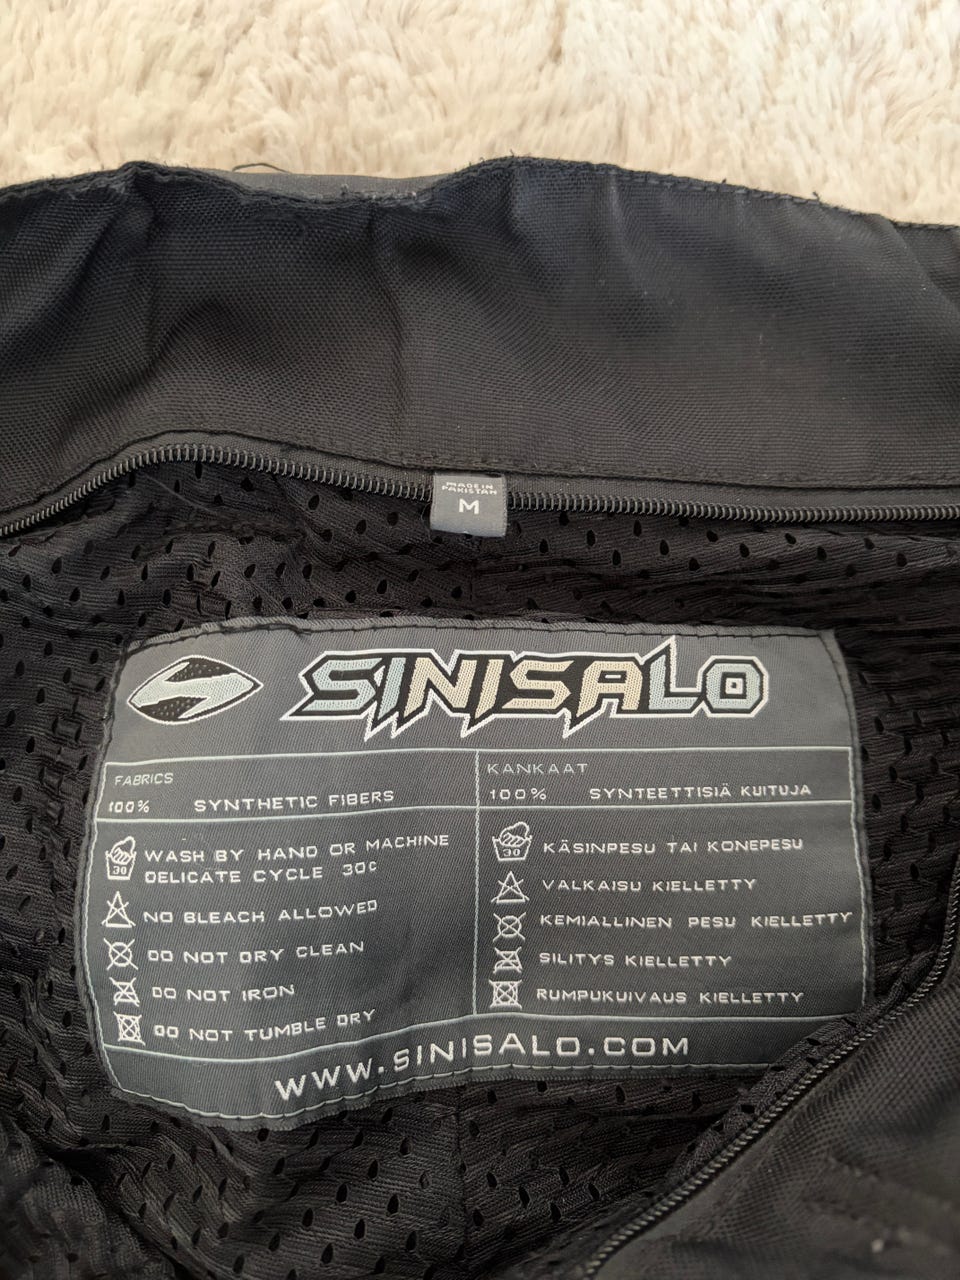 MADE IN
PAKISTAN
M
SINISALO
FABRICS
100% SYNTHETIC FIBERS
30
WASH BY HAND OR MACHINE
DELICATE CYCLE 30C
NO BLEACH ALLOWED
DO NOT DRY CLEAN
DO NOT IRON
DO NOT TUMBLE DRY
KANKAAT
100% SYNTEETTISIÄ KUITUJA
30
KÄSINPESU TAI KONEPESU
VALKAISU KIELLETTY
KEMIALLINEN PESU KIELLETTY
SILITYS KIELLETTY
RUMPUKUIVAUS KIELLETTY
WWW.SINISALO.COM